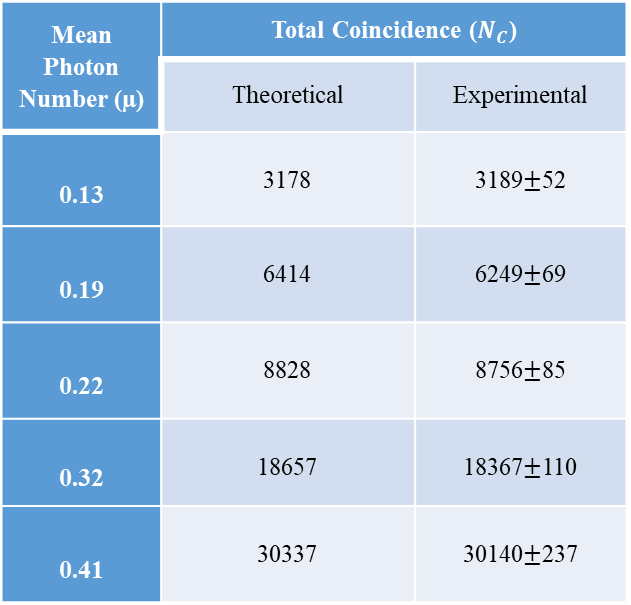 Mean
Photon
Number (μ)
Total Coincidence (N_C)
Theoretical
Experimental
0.13
3178
3189±52
0.19
6414
6249±69
0.22
8828
8756±85
0.32
18657
18367±110
0.41
30337
30140±237